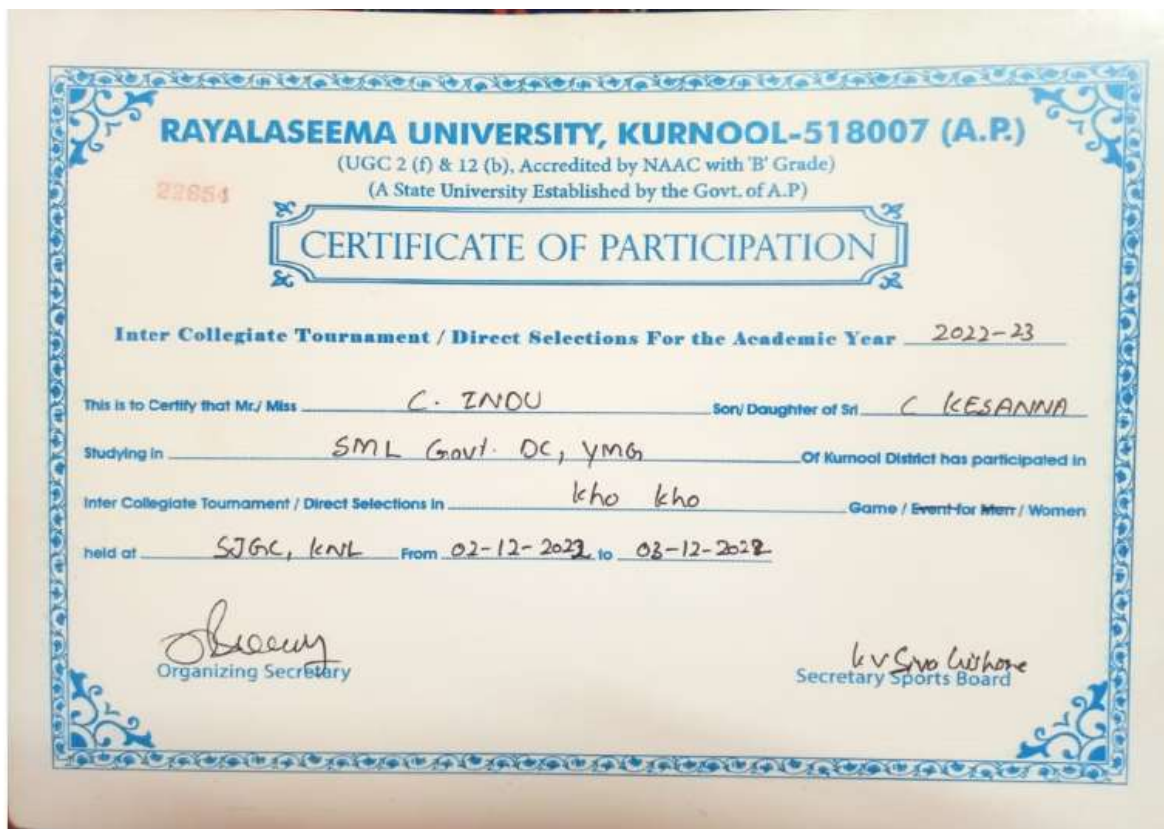 RAYALASEEMA UNIVERSITY, KURNOOL-518007 (A.P.)
(UGC 2 (f) & 12 (b), Accredited by NAAC with 'B' Grade)
22654
(A State University Established by the Govt. of A.P)
CERTIFICATE OF PARTICIPATION
Inter Collegiate Tournament / Direct Selections For the Academic Year 2022-23
This is to Certify that Mr./ Miss C. INDU Son/ Daughter of Sri C KESANNA
Studying in SML Govt. DC, YMG Of Kurnool District has participated in
Inter Collegiate Tournament / Direct Selections in kho kho Game / Event for Men / Women
held at SJGC, KNL From 02-12-2022 to 03-12-2022
Organizing Secretary
Secretary Sports Board